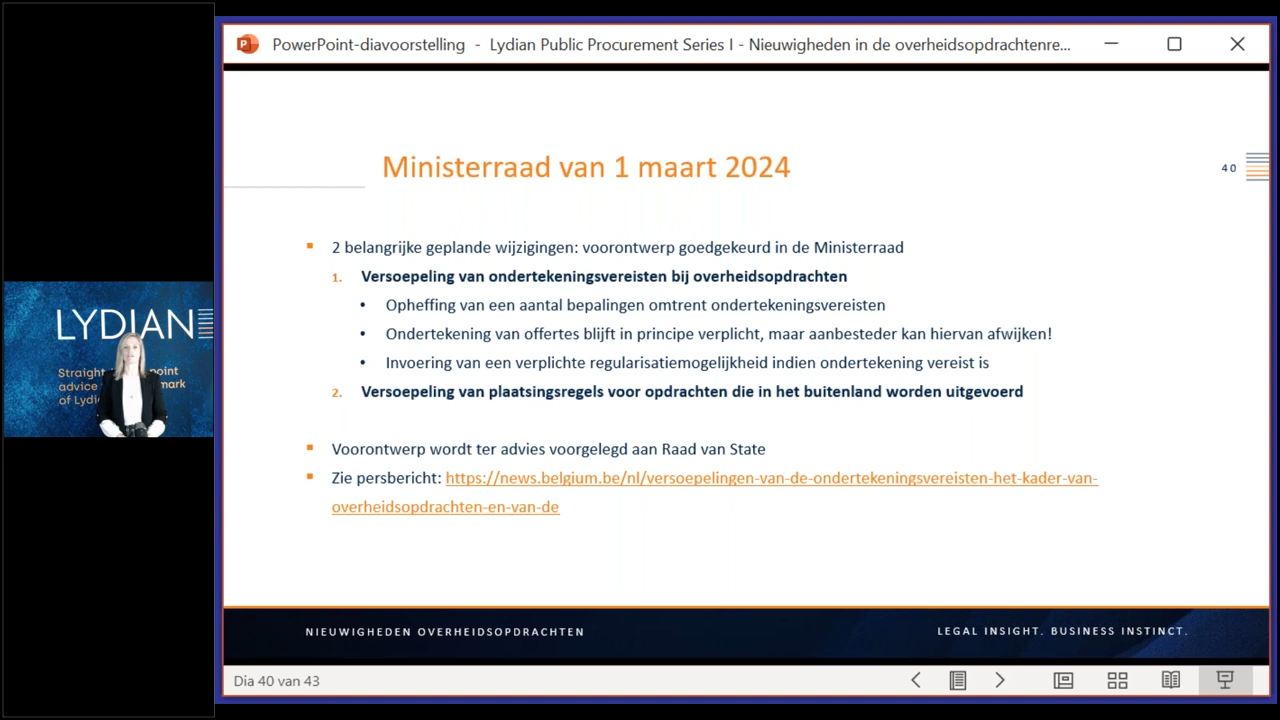 PowerPoint-diavoorstelling - Lydian Public Procurement Series I - Nieuwigheden in de overheidsopdrachtenre...
Ministerraad van 1 maart 2024
40
▪ 2 belangrijke geplande wijzigingen: voorontwerp goedgekeurd in de Ministerraad
1. Versoepeling van ondertekeningsvereisten bij overheidsopdrachten
• Opheffing van een aantal bepalingen omtrent ondertekeningsvereisten
• Ondertekening van offertes blijft in principe verplicht, maar aanbesteder kan hiervan afwijken!
• Invoering van een verplichte regularisatiemogelijkheid indien ondertekening vereist is
2. Versoepeling van plaatsingsregels voor opdrachten die in het buitenland worden uitgevoerd
▪ Voorontwerp wordt ter advies voorgelegd aan Raad van State
▪ Zie persbericht: https://news.belgium.be/nl/versoepelingen-van-de-ondertekeningsvereisten-het-kader-van-
overheidsopdrachten-en-van-de
NIEUWIGHEDEN OVERHEIDSOPDRACHTEN
LEGAL INSIGHT. BUSINESS INSTINCT.
Dia 40 van 43
LYDIAN
Straight
advice
of Lydi